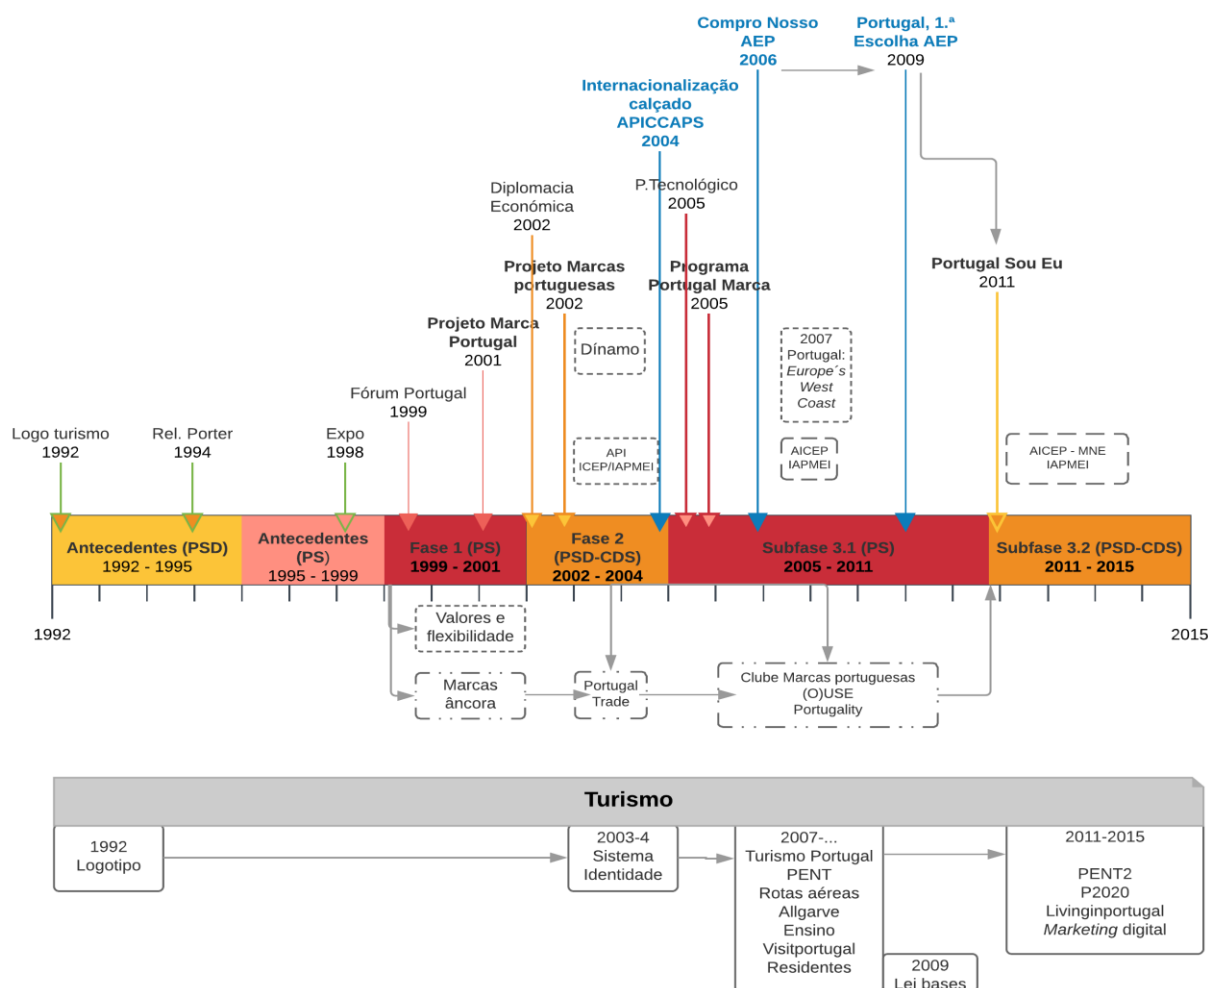 Compro Nosso
AEP
2006
Portugal, 1.ª
Escolha AEP
2009
Internacionalização
calçado
APICCAPS
2004
Diplomacia
Económica
2002
P.Tecnológico
2005
Projeto Marcas
portuguesas
2002
Programa
Portugal Marca
2005
Portugal Sou Eu
2011
Projeto Marca
Portugal
2001
Dínamo
2007
Portugal:
Europe´s
West
Coast
Fórum Portugal
1999
Logo turismo
1992
Rel. Porter
1994
Expo
1998
API
ICEP/IAPMEI
AICEP
IAPMEI
AICEP - MNE
IAPMEI
Antecedentes (PSD)
1992 - 1995
Antecedentes
(PS)
1995 - 1999
Fase 1 (PS)
1999 - 2001
Fase 2
(PSD-CDS)
2002 - 2004
Subfase 3.1 (PS)
2005 - 2011
Subfase 3.2 (PSD-CDS)
2011 - 2015
1992
2015
Valores e
flexibilidade
Marcas
âncora
Portugal
Trade
Clube Marcas portuguesas
(O)USE
Portugality
Turismo
1992
Logotipo
2003-4
Sistema
Identidade
2007-...
Turismo Portugal
PENT
Rotas aéreas
Allgarve
Ensino
Visitportugal
Residentes
2009
Lei bases
2011-2015
PENT2
P2020
Livinginportugal
Marketing digital